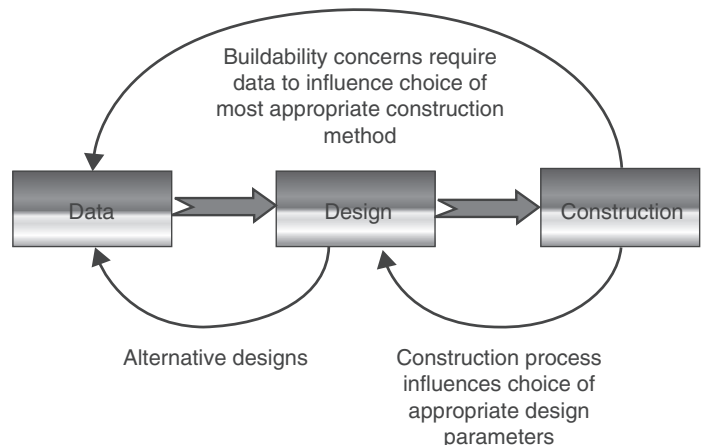 Buildability concerns require
data to influence choice of
most appropriate construction
method
Data
Design
Construction
Alternative designs
Construction process
influences choice of
appropriate design
parameters